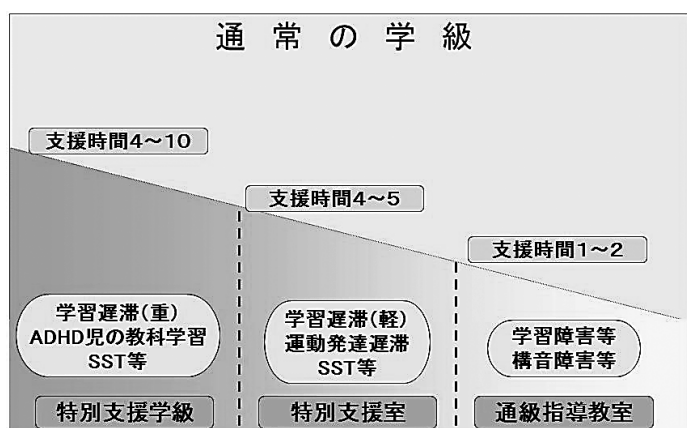 通常の学級
支援時間4～10
支援時間4～5
支援時間1～2
学習遅滞(重)
ADHD児の教科学習
SST等
学習遅滞(軽)
運動発達遅滞
SST等
学習障害等
構音障害等
特別支援学級
特別支援室
通級指導教室